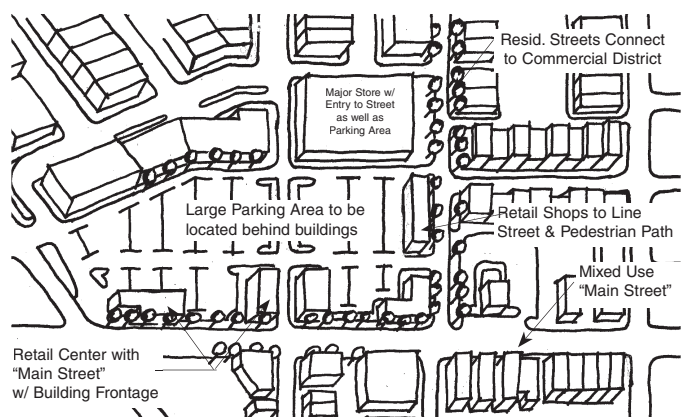 Resid. Streets Connect
to Commercial District
Major Store w/
Entry to Street
as well as
Parking Area
Large Parking Area to be
located behind buildings
Retail Shops to Line
Street & Pedestrian Path
Mixed Use
“Main Street”
Retail Center with
“Main Street”
w/ Building Frontage